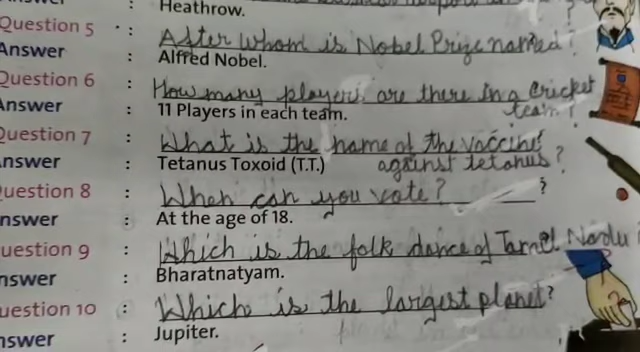 Heathrow.
Question 5 : After Whom is Nobel Prize named?
Answer : Alfred Nobel.
Question 6 : How many players are there in a cricket team?
Answer : 11 Players in each team.
Question 7 : What is the name of the vaccine against tetanus?
Answer : Tetanus Toxoid (T.T.)
Question 8 : When can you vote? ?
Answer : At the age of 18.
Question 9 : Which is the folk dance of Tamil Nadu
Answer : Bharatnatyam.
Question 10 : Which is the largest planet?
Answer : Jupiter.